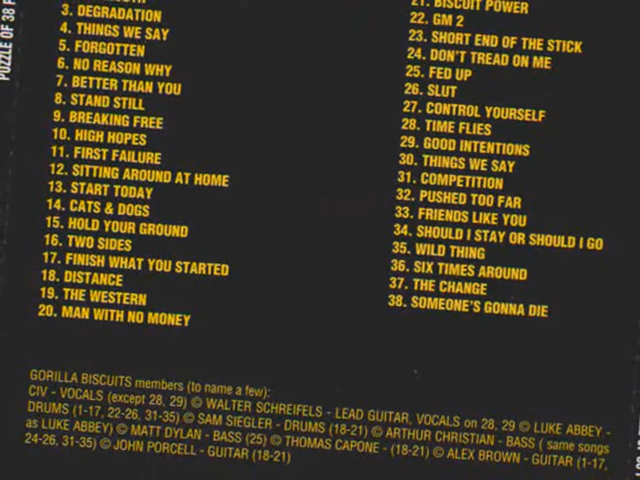 PUZZLE OF 38 P
3. DEGRADATION
4. THINGS WE SAY
5. FORGOTTEN
6. NO REASON WHY
7. BETTER THAN YOU
8. STAND STILL
9. BREAKING FREE
10. HIGH HOPES
11. FIRST FAILURE
12. SITTING AROUND AT HOME
13. START TODAY
14. CATS & DOGS
15. HOLD YOUR GROUND
16. TWO SIDES
17. FINISH WHAT YOU STARTED
18. DISTANCE
19. THE WESTERN
20. MAN WITH NO MONEY
21. BISCUIT POWER
22. GM 2
23. SHORT END OF THE STICK
24. DON'T TREAD ON ME
25. FED UP
26. SLUT
27. CONTROL YOURSELF
28. TIME FLIES
29. GOOD INTENTIONS
30. THINGS WE SAY
31. COMPETITION
32. PUSHED TOO FAR
33. FRIENDS LIKE YOU
34. SHOULD I STAY OR SHOULD I GO
35. WILD THING
36. SIX TIMES AROUND
37. THE CHANGE
38. SOMEONE'S GONNA DIE
GORILLA BISCUITS members (to name a few):
CIV - VOCALS (except 28, 29) © WALTER SCHREIFELS - LEAD GUITAR, VOCALS on 28, 29 © LUKE ABBEY -
DRUMS (1-17, 22-26, 31-35) © SAM SIEGLER - DRUMS (18-21) © ARTHUR CHRISTIAN - BASS ( same songs
as LUKE ABBEY) © MATT DYLAN - BASS (25) © THOMAS CAPONE - (18-21) © ALEX BROWN - GUITAR (1-17,
24-26, 31-35) © JOHN PORCELL - GUITAR (18-21)